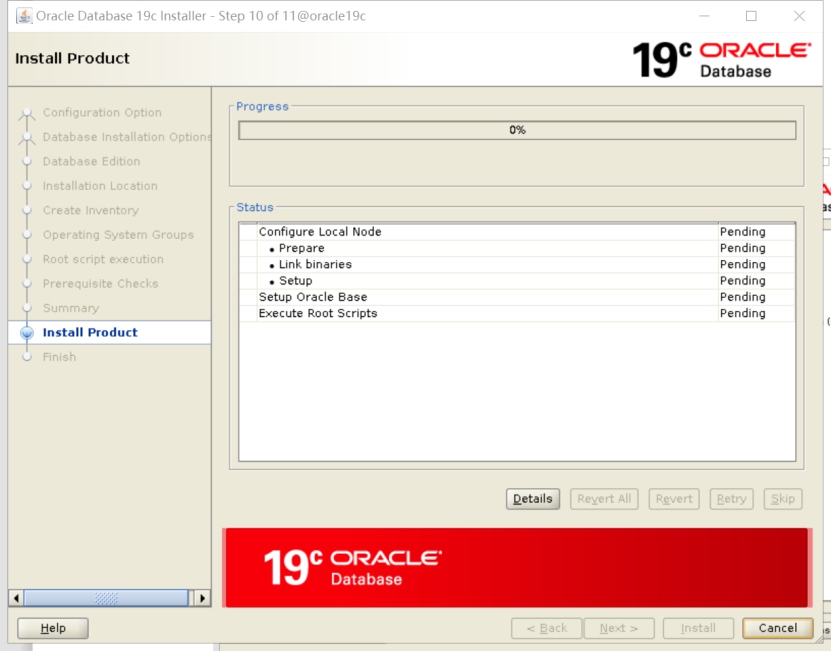 Oracle Database 19c Installer - Step 10 of 11@oracle19c
Install Product
19c ORACLE
Database
Configuration Option
Database Installation Options
Database Edition
Installation Location
Create Inventory
Operating System Groups
Root script execution
Prerequisite Checks
Summary
Install Product
Finish
Progress
0%
Status
Configure Local Node Pending
• Prepare Pending
• Link binaries Pending
• Setup Pending
Setup Oracle Base Pending
Execute Root Scripts Pending
Details Revert All Revert Retry Skip
19c ORACLE
Database
Help < Back Next > Install Cancel